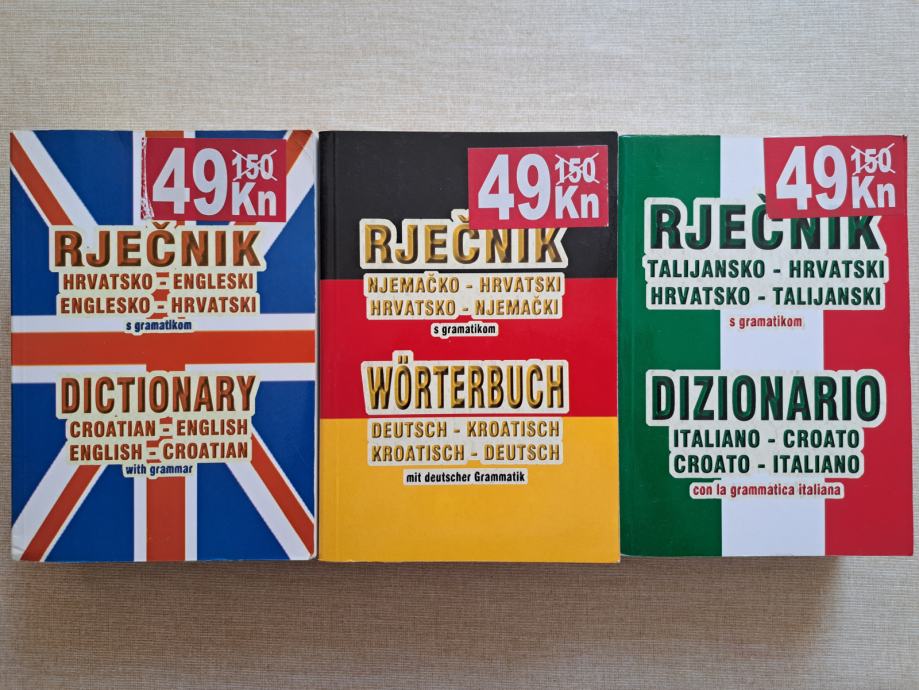 49 150 Kn
RJEČNIK
HRVATSKO - ENGLESKI
ENGLESKO - HRVATSKI
s gramatikom
DICTIONARY
CROATIAN - ENGLISH
ENGLISH - CROATIAN
with grammar
49 150 Kn
RJEČNIK
NJEMAČKO - HRVATSKI
HRVATSKO - NJEMAČKI
s gramatikom
WÖRTERBUCH
DEUTSCH - KROATISCH
KROATISCH - DEUTSCH
mit deutscher Grammatik
49 150 Kn
RJEČNIK
TALIJANSKO - HRVATSKI
HRVATSKO - TALIJANSKI
s gramatikom
DIZIONARIO
ITALIANO - CROATO
CROATO - ITALIANO
con la grammatica italiana